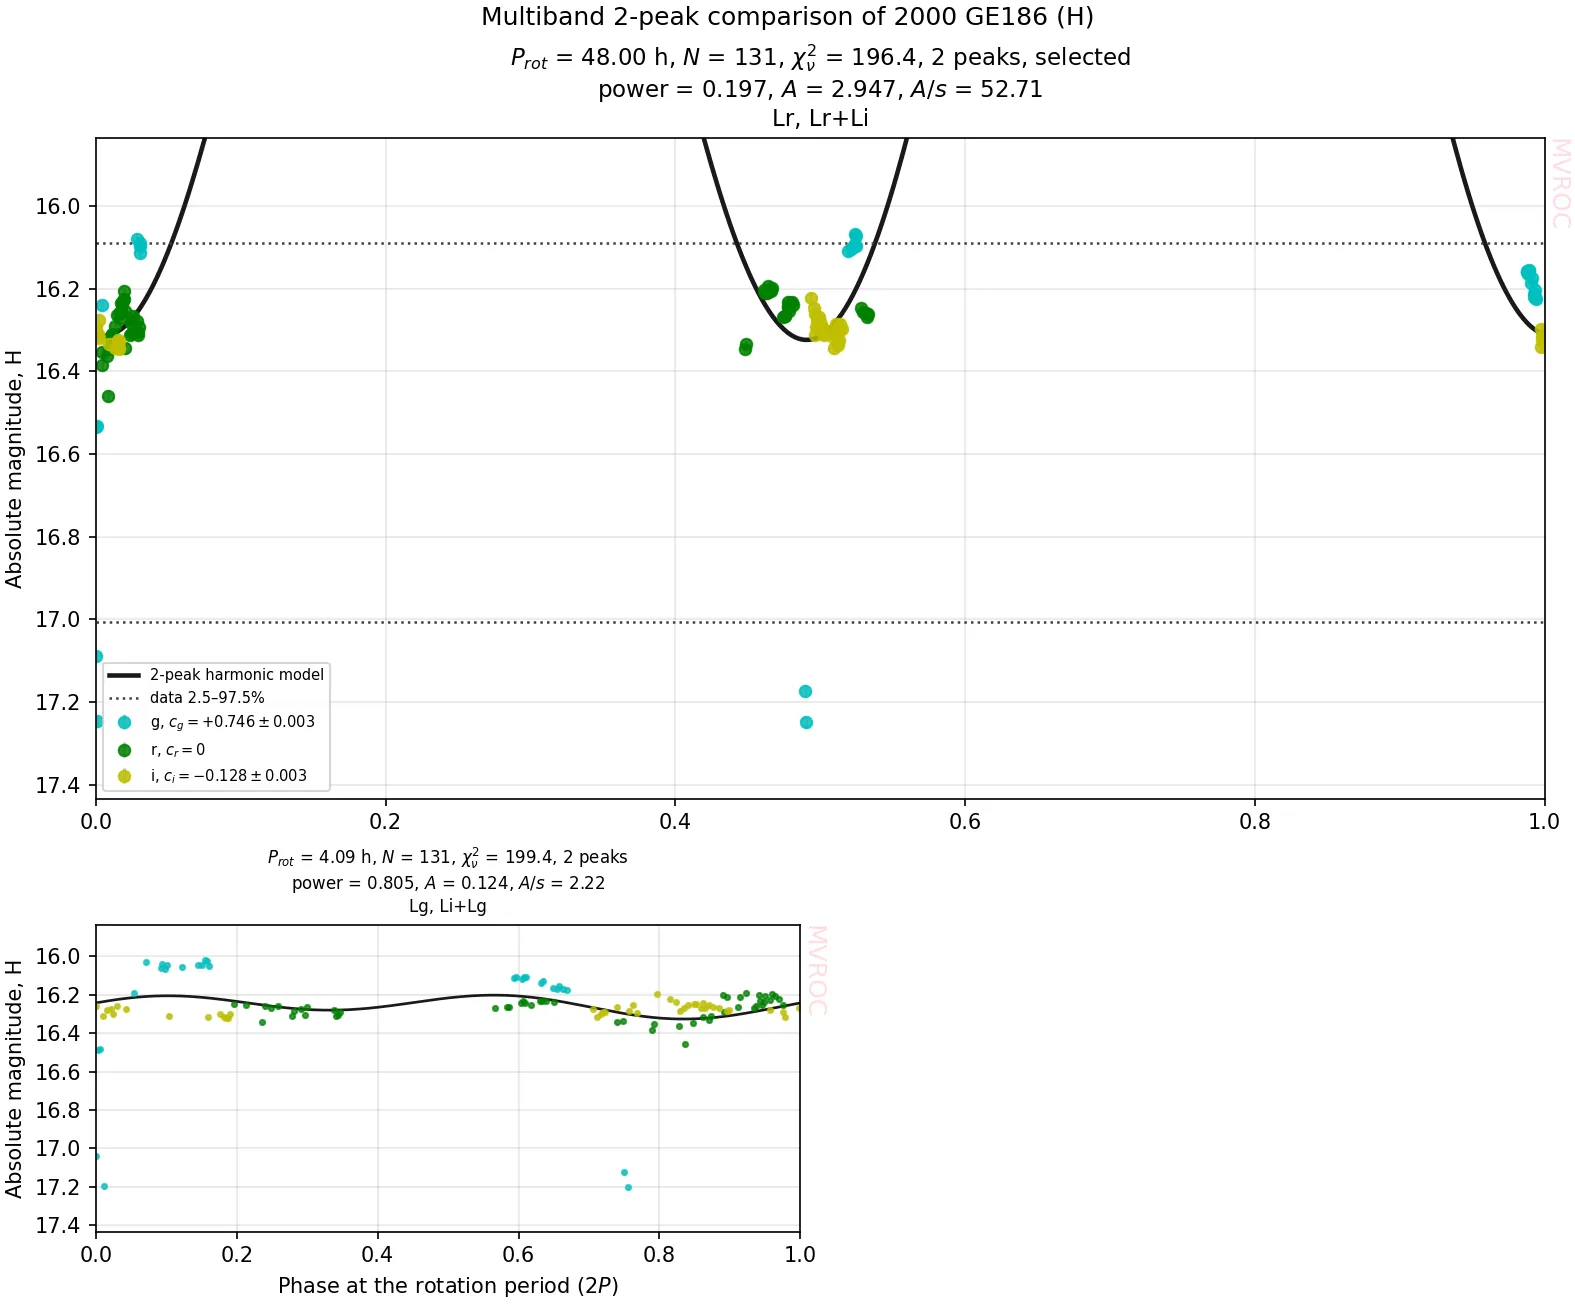 Multiband 2-peak comparison of 2000 GE186 (H)
P_rot = 48.00 h, N = 131, χ²_ν = 196.4, 2 peaks, selected
power = 0.197, A = 2.947, A/s = 52.71
Lr, Lr+Li
MVROC
Absolute magnitude, H
16.0
16.2
16.4
16.6
16.8
17.0
17.2
17.4
2-peak harmonic model
data 2.5–97.5%
g, c_g = +0.746 ± 0.003
r, c_r = 0
i, c_i = −0.128 ± 0.003
0.0 0.2 0.4 0.6 0.8 1.0
P_rot = 4.09 h, N = 131, χ²_ν = 199.4, 2 peaks
power = 0.805, A = 0.124, A/s = 2.22
Lg, Li+Lg
MVROC
Absolute magnitude, H
16.0
16.2
16.4
16.6
16.8
17.0
17.2
17.4
0.0 0.2 0.4 0.6 0.8 1.0
Phase at the rotation period (2P)